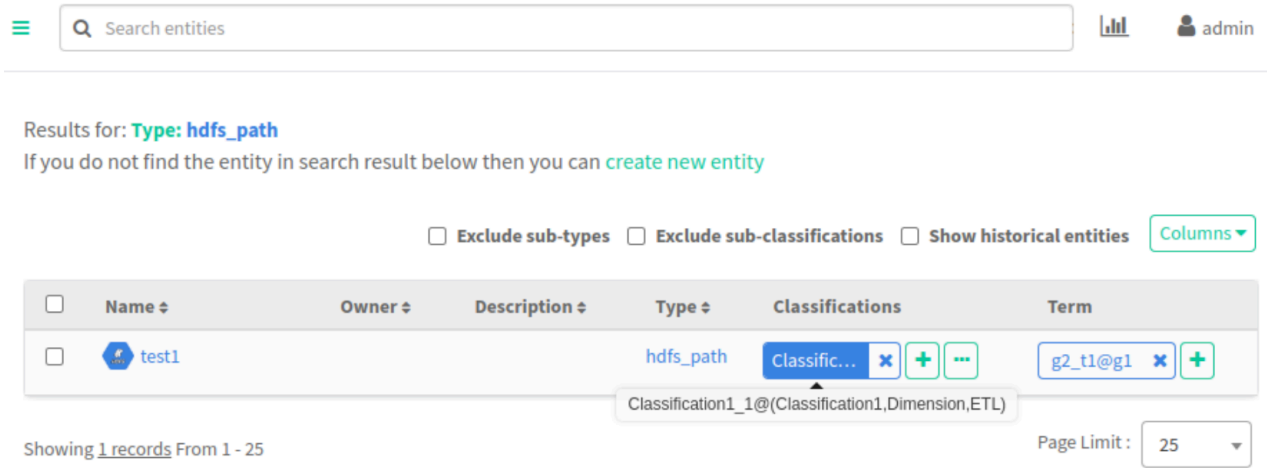 Search entities
admin
Results for: Type: hdfs_path
If you do not find the entity in search result below then you can create new entity
Exclude sub-types Exclude sub-classifications Show historical entities Columns
Name Owner Description Type Classifications Term
test1 hdfs_path Classific... g2_t1@g1
Classification1_1@(Classification1,Dimension,ETL)
Showing 1 records From 1 - 25 Page Limit : 25